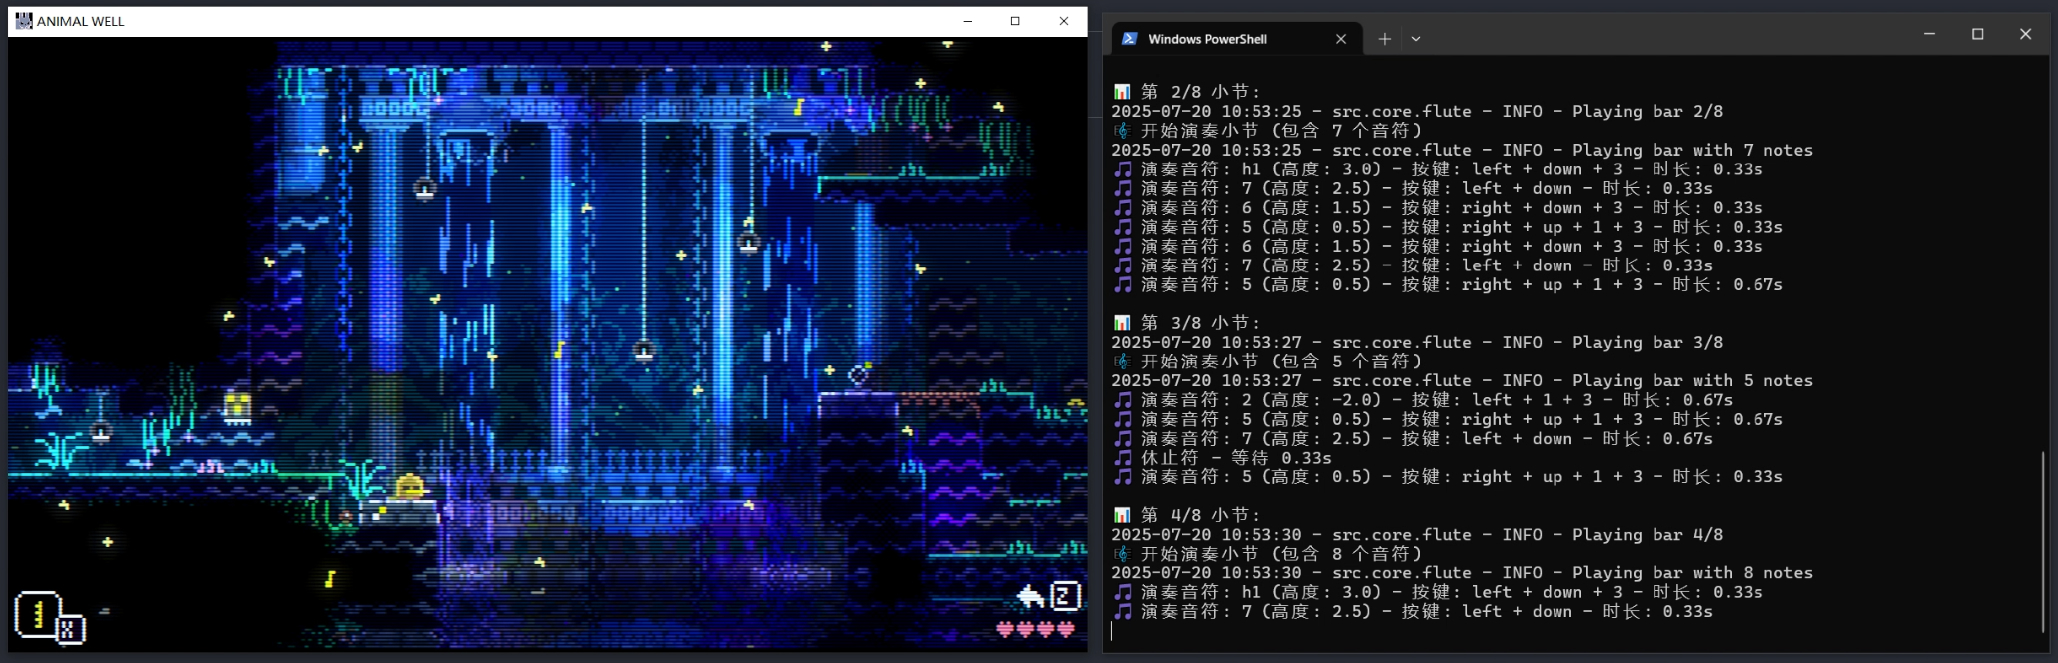 ANIMAL WELL
X
Z
Windows PowerShell
第 2/8 小节:
2025-07-20 10:53:25 - src.core.flute - INFO - Playing bar 2/8
开始演奏小节 (包含 7 个音符)
2025-07-20 10:53:25 - src.core.flute - INFO - Playing bar with 7 notes
演奏音符: h1 (高度: 3.0) - 按键: left + down + 3 - 时长: 0.33s
演奏音符: 7 (高度: 2.5) - 按键: left + down - 时长: 0.33s
演奏音符: 6 (高度: 1.5) - 按键: right + down + 3 - 时长: 0.33s
演奏音符: 5 (高度: 0.5) - 按键: right + up + 1 + 3 - 时长: 0.33s
演奏音符: 6 (高度: 1.5) - 按键: right + down + 3 - 时长: 0.33s
演奏音符: 7 (高度: 2.5) - 按键: left + down - 时长: 0.33s
演奏音符: 5 (高度: 0.5) - 按键: right + up + 1 + 3 - 时长: 0.67s
第 3/8 小节:
2025-07-20 10:53:27 - src.core.flute - INFO - Playing bar 3/8
开始演奏小节 (包含 5 个音符)
2025-07-20 10:53:27 - src.core.flute - INFO - Playing bar with 5 notes
演奏音符: 2 (高度: -2.0) - 按键: left + 1 + 3 - 时长: 0.67s
演奏音符: 5 (高度: 0.5) - 按键: right + up + 1 + 3 - 时长: 0.67s
演奏音符: 7 (高度: 2.5) - 按键: left + down - 时长: 0.67s
休止符 - 等待 0.33s
演奏音符: 5 (高度: 0.5) - 按键: right + up + 1 + 3 - 时长: 0.33s
第 4/8 小节:
2025-07-20 10:53:30 - src.core.flute - INFO - Playing bar 4/8
开始演奏小节 (包含 8 个音符)
2025-07-20 10:53:30 - src.core.flute - INFO - Playing bar with 8 notes
演奏音符: h1 (高度: 3.0) - 按键: left + down + 3 - 时长: 0.33s
演奏音符: 7 (高度: 2.5) - 按键: left + down - 时长: 0.33s